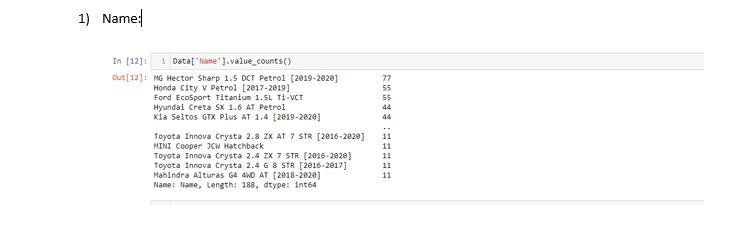 1) Name:
In [12]: 1 Data['Name'].value_counts()
Out[12]: MG Hector Sharp 1.5 DCT Petrol [2019-2020] 77
Honda City V Petrol [2017-2019] 55
Ford EcoSport Titanium 1.5L Ti-VCT 55
Hyundai Creta SX 1.6 AT Petrol 44
Kia Seltos GTX Plus AT 1.4 [2019-2020] 44
..
Toyota Innova Crysta 2.8 ZX AT 7 STR [2016-2020] 11
MINI Cooper JCW Hatchback 11
Toyota Innova Crysta 2.4 ZX 7 STR [2016-2020] 11
Toyota Innova Crysta 2.4 G 8 STR [2016-2017] 11
Mahindra Alturas G4 4WD AT [2018-2020] 11
Name: Name, Length: 188, dtype: int64